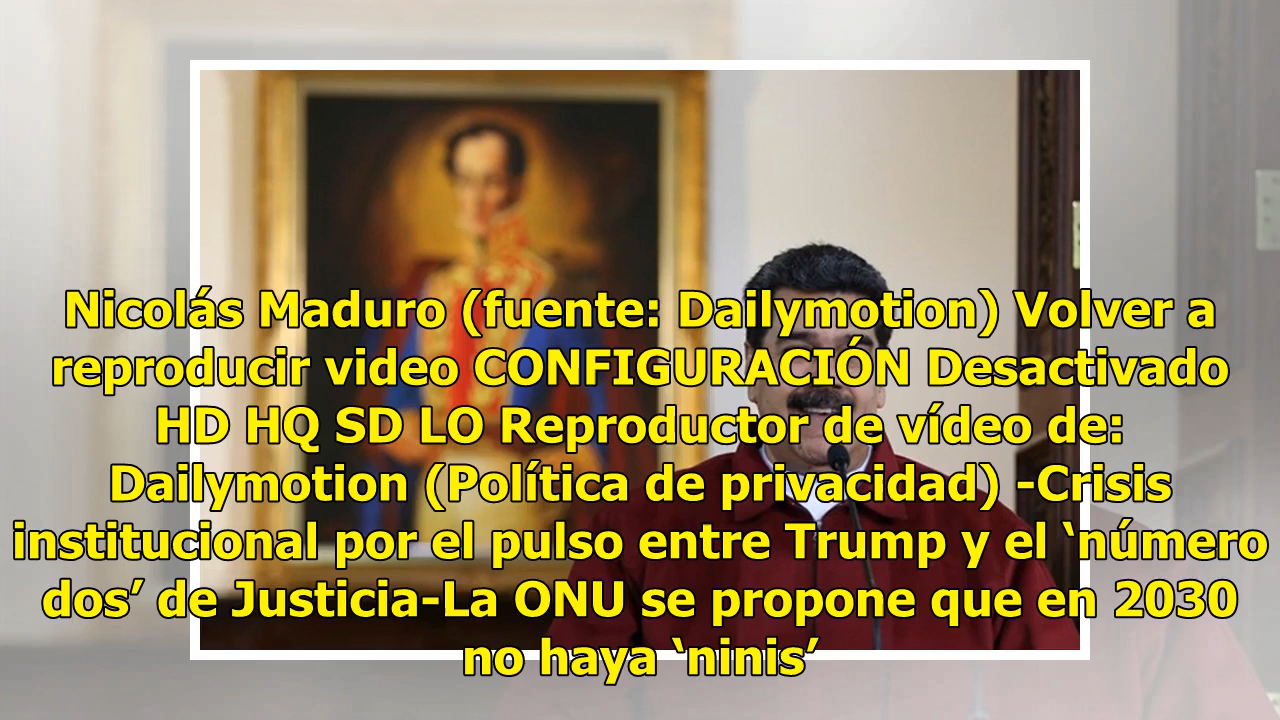 Nicolás Maduro (fuente: Dailymotion) Volver a
reproducir video CONFIGURACIÓN Desactivado
HD HQ SD LO Reproductor de vídeo de:
Dailymotion (Política de privacidad) -Crisis
institucional por el pulso entre Trump y el ‘número
dos’ de Justicia-La ONU se propone que en 2030
no haya ‘ninis’